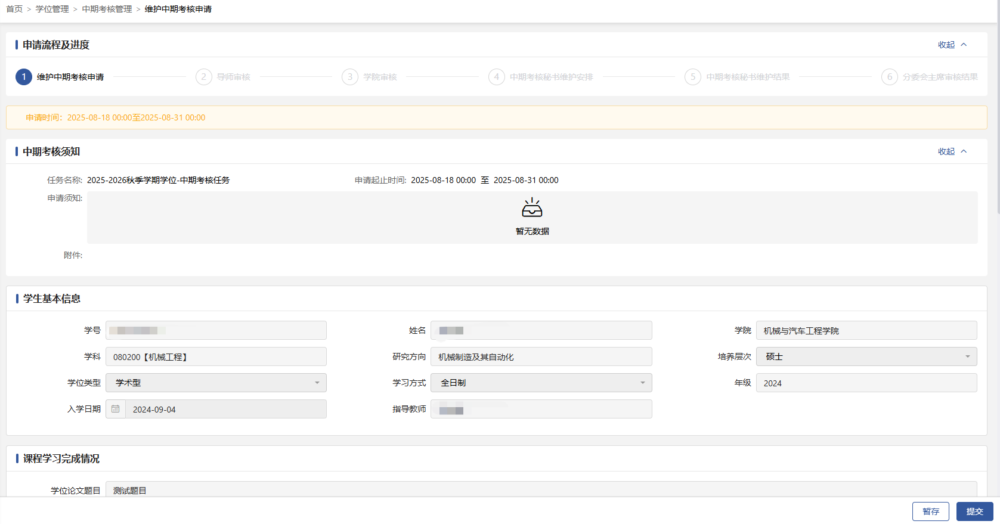 首页 > 学位管理 > 中期考核管理 > 维护中期考核申请
申请流程及进度
收起
1 维护中期考核申请
2 导师审核
3 学院审核
4 中期考核秘书维护安排
5 中期考核秘书维护结果
6 分委会主席审核结果
申请时间：2025-08-18 00:00至2025-08-31 00:00
中期考核须知
收起
任务名称: 2025-2026秋季学期学位-中期考核任务
申请起止时间: 2025-08-18 00:00 至 2025-08-31 00:00
申请须知:
暂无数据
附件:
学生基本信息
学号
姓名
学院 机械与汽车工程学院
学科 080200【机械工程】
研究方向 机械制造及其自动化
培养层次 硕士
学位类型 学术型
学习方式 全日制
年级 2024
入学日期 2024-09-04
指导教师
课程学习完成情况
学位论文题目 测试题目
暂存
提交